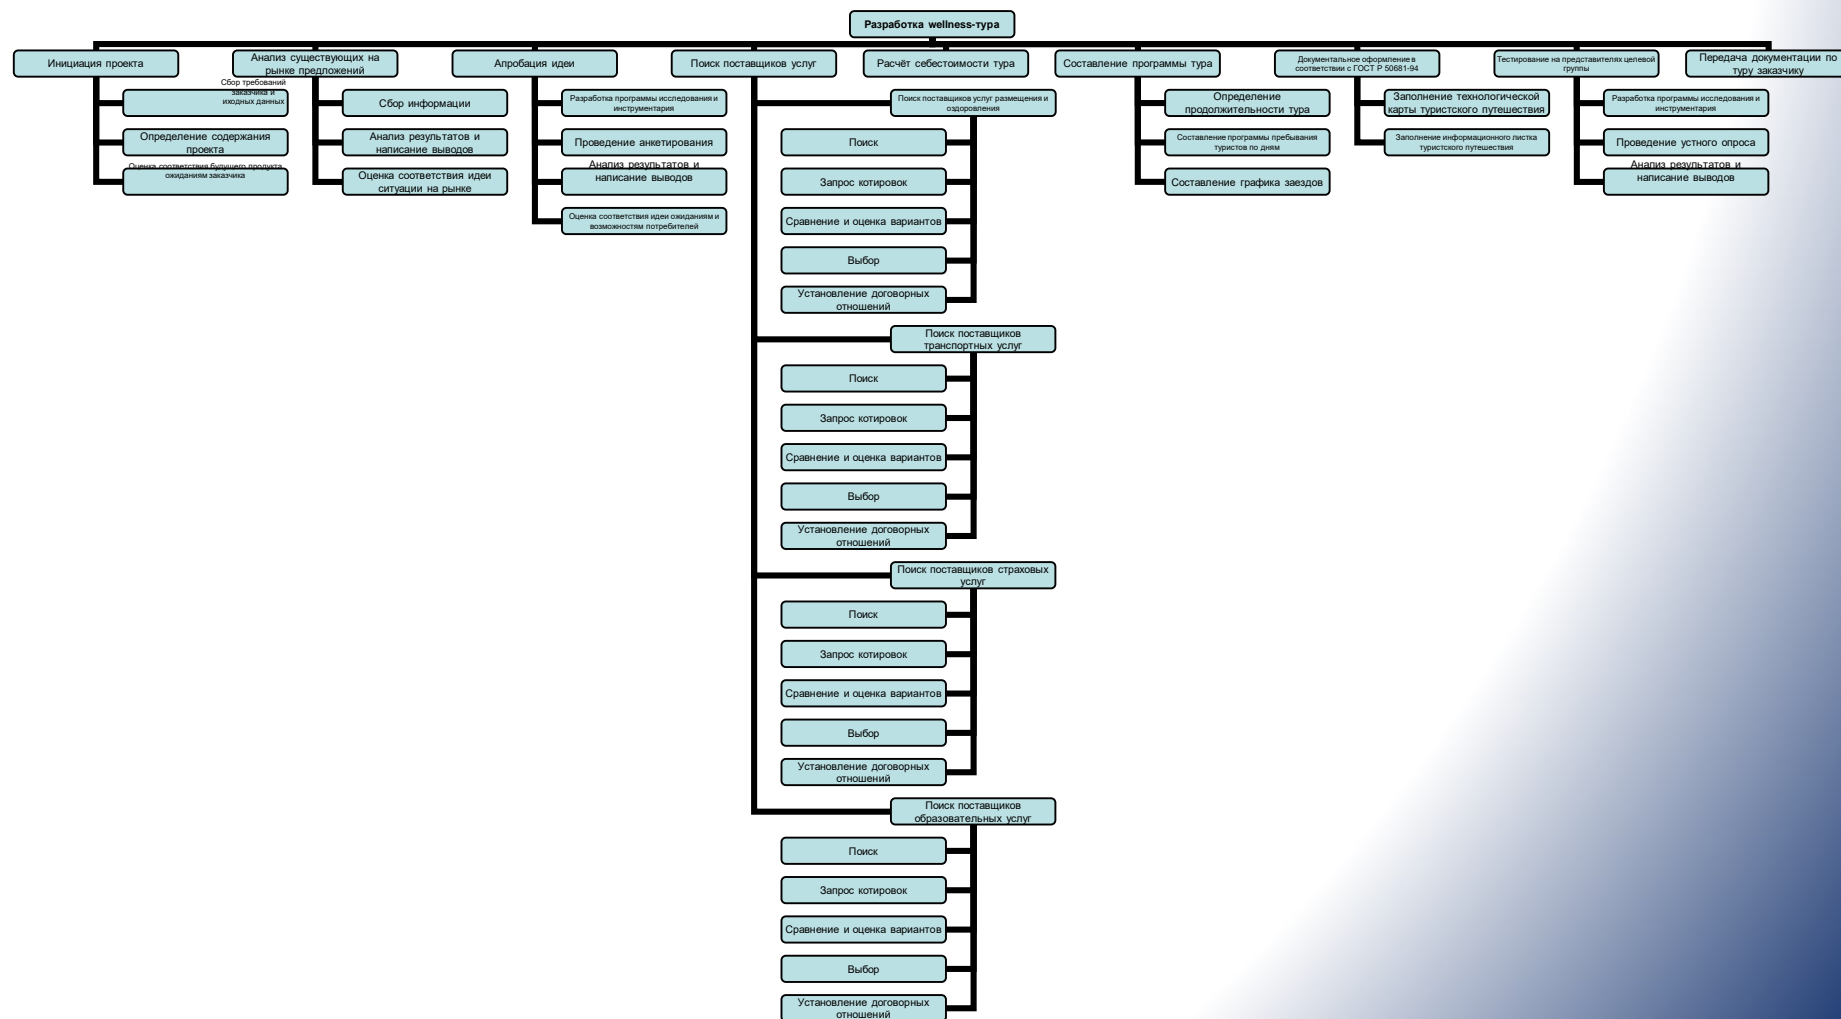 Разработка wellness-тура
Инициация проекта
Сбор требований
заказчика и
иходных данных
Определение содержания
проекта
Оценка соответствия будущего продукта
ожиданиям заказчика
Анализ существующих на
рынке предложений
Сбор информации
Анализ результатов и
написание выводов
Оценка соответствия идеи
ситуации на рынке
Апробация идеи
Разработка программы исследования и
инструментария
Проведение анкетирования
Анализ результатов и
написание выводов
Оценка соответствия идеи ожиданиям и
возможностям потребителей
Поиск поставщиков услуг
Поиск поставщиков услуг размещения и
оздоровления
Поиск
Запрос котировок
Сравнение и оценка вариантов
Выбор
Установление договорных
отношений
Поиск поставщиков
транспортных услуг
Поиск
Запрос котировок
Сравнение и оценка вариантов
Выбор
Установление договорных
отношений
Поиск поставщиков страховых
услуг
Поиск
Запрос котировок
Сравнение и оценка вариантов
Выбор
Установление договорных
отношений
Поиск поставщиков
образовательных услуг
Поиск
Запрос котировок
Сравнение и оценка вариантов
Выбор
Установление договорных
отношений
Расчёт себестоимости тура
Составление программы тура
Определение
продолжительности тура
Составление программы пребывания
туристов по дням
Составление графика заездов
Документальное оформление в
соответствии с ГОСТ Р 50681-94
Заполнение технологической
карты туристского путешествия
Заполнение информационного листка
туристского путешествия
Тестирование на представителях целевой
группы
Разработка программы исследования и
инструментария
Проведение устного опроса
Анализ результатов и
написание выводов
Передача документации по
туру заказчику